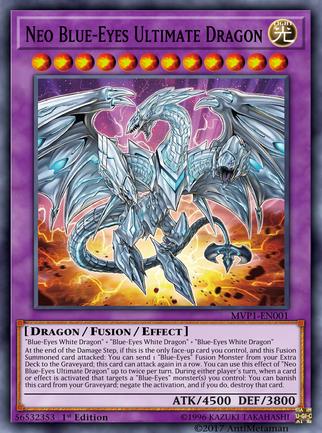 Neo Blue-Eyes Ultimate Dragon
LIGHT
光
MVP1-EN001
[Dragon / Fusion / Effect]
"Blue-Eyes White Dragon" + "Blue-Eyes White Dragon" + "Blue-Eyes White Dragon"
At the end of the Damage Step, if this is the only face-up card you control, and this Fusion
Summoned card attacked: You can send 1 "Blue-Eyes" Fusion Monster from your Extra
Deck to the Graveyard; this card can attack again in a row. You can use this effect of "Neo
Blue-Eyes Ultimate Dragon" up to twice per turn. During either player's turn, when a card
or effect is activated that targets a "Blue-Eyes" monster(s) you control: You can banish
this card from your Graveyard; negate the activation, and if you do, destroy that card.
ATK/4500 DEF/3800
56532353 1st Edition ©1996 KAZUKI TAKAHASHI
©2017 AntiMetaman